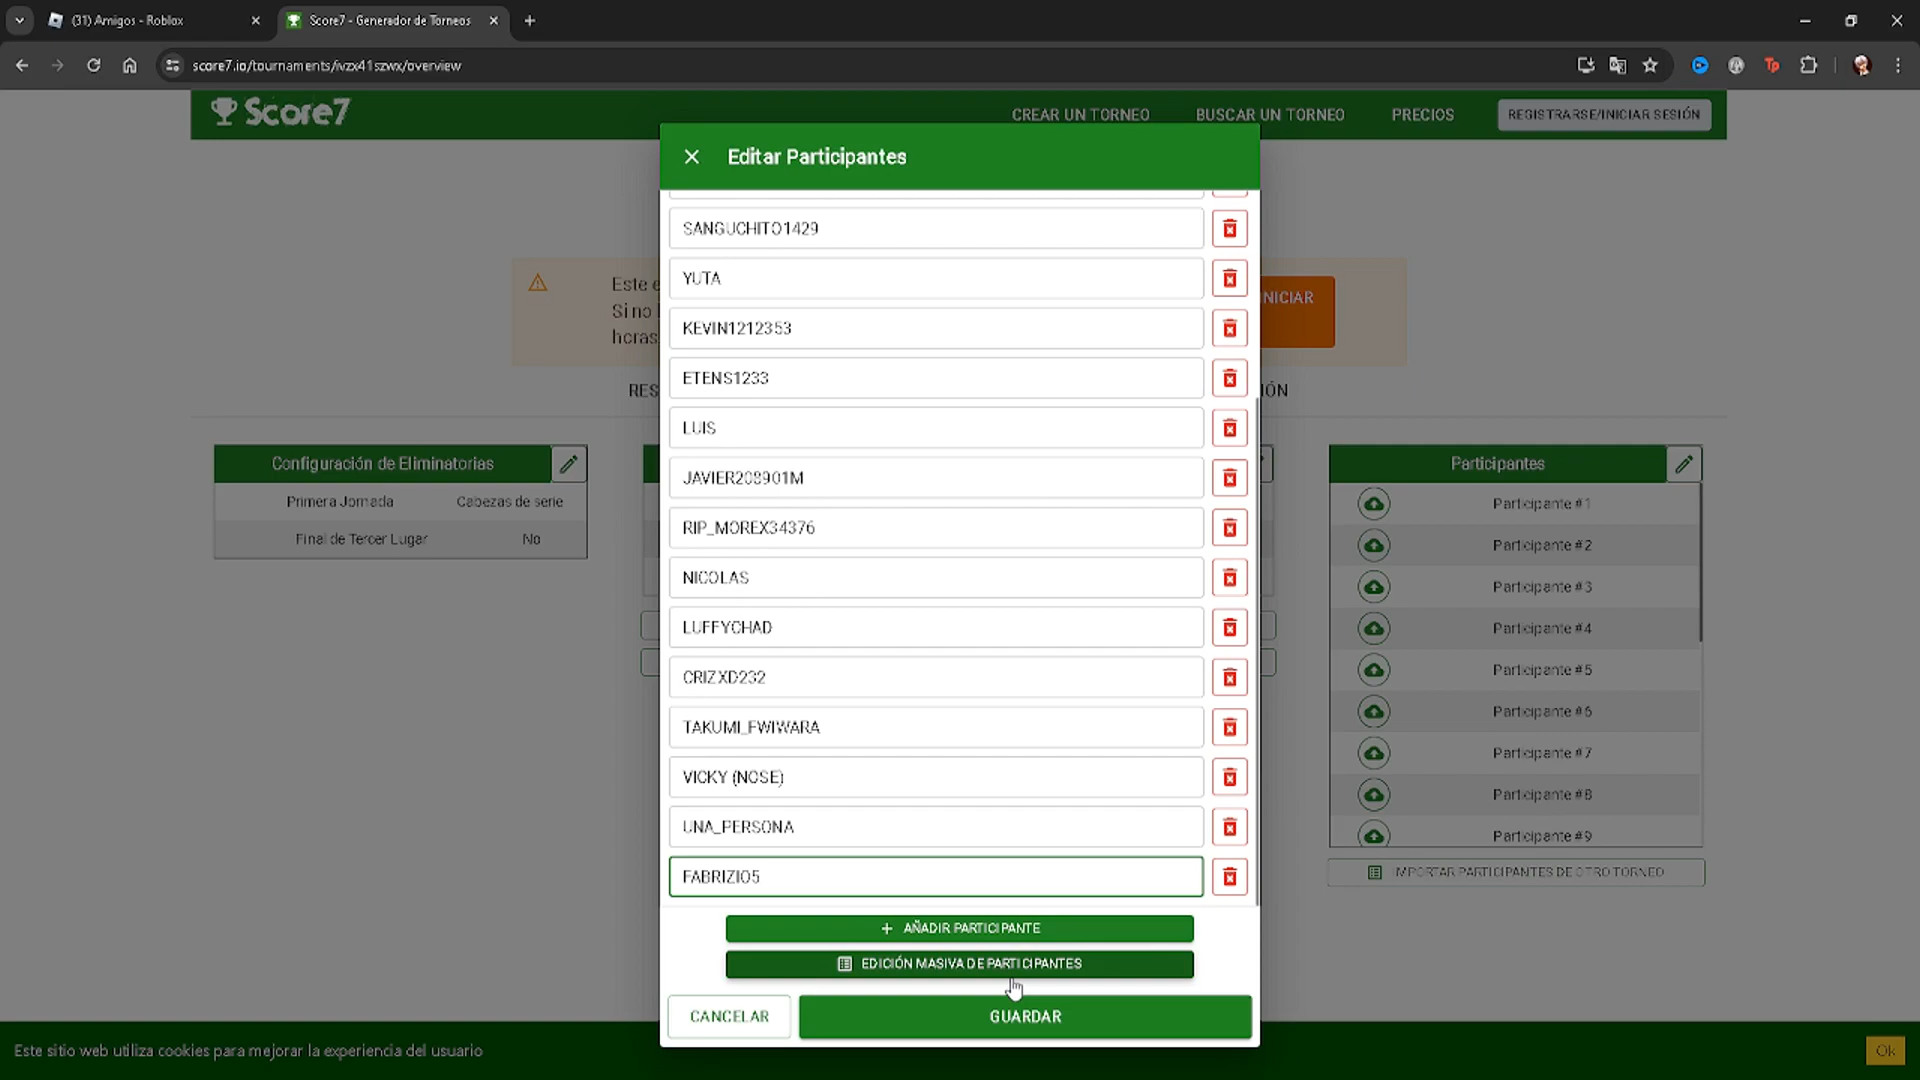 (31) Amigos - Roblox
Score7 - Generador de Torneos
score7.io/tournaments/ivzx41szwx/overview
Score7
CREAR UN TORNEO
BUSCAR UN TORNEO
PRECIOS
REGISTRARSE/INICIAR SESIÓN
Editar Participantes
SANGUCHITO1429
YUTA
KEVIN1212353
ETENS1233
LUIS
JAVIER208901M
RIP_MOREX34376
NICOLAS
LUFFYCHAD
CRIZXD232
TAKUMI_FWIWARA
VICKY (NOSE)
UNA_PERSONA
FABRIZIO5
AÑADIR PARTICIPANTE
EDICIÓN MASIVA DE PARTICIPANTES
CANCELAR
GUARDAR
Este e
Si no
horas
INICIAR
RES
IÓN
Configuración de Eliminatorias
Primera Jornada Cabezas de serie
Final de Tercer Lugar No
Participantes
Participante #1
Participante #2
Participante #3
Participante #4
Participante #5
Participante #6
Participante #7
Participante #8
Participante #9
IMPORTAR PARTICIPANTES DE OTRO TORNEO
Este sitio web utiliza cookies para mejorar la experiencia del usuario
Ok